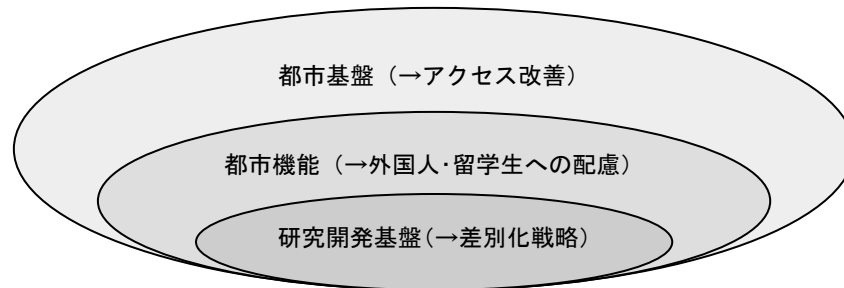 都市基盤（→アクセス改善）
都市機能（→外国人･留学生への配慮）
研究開発基盤(→差別化戦略)